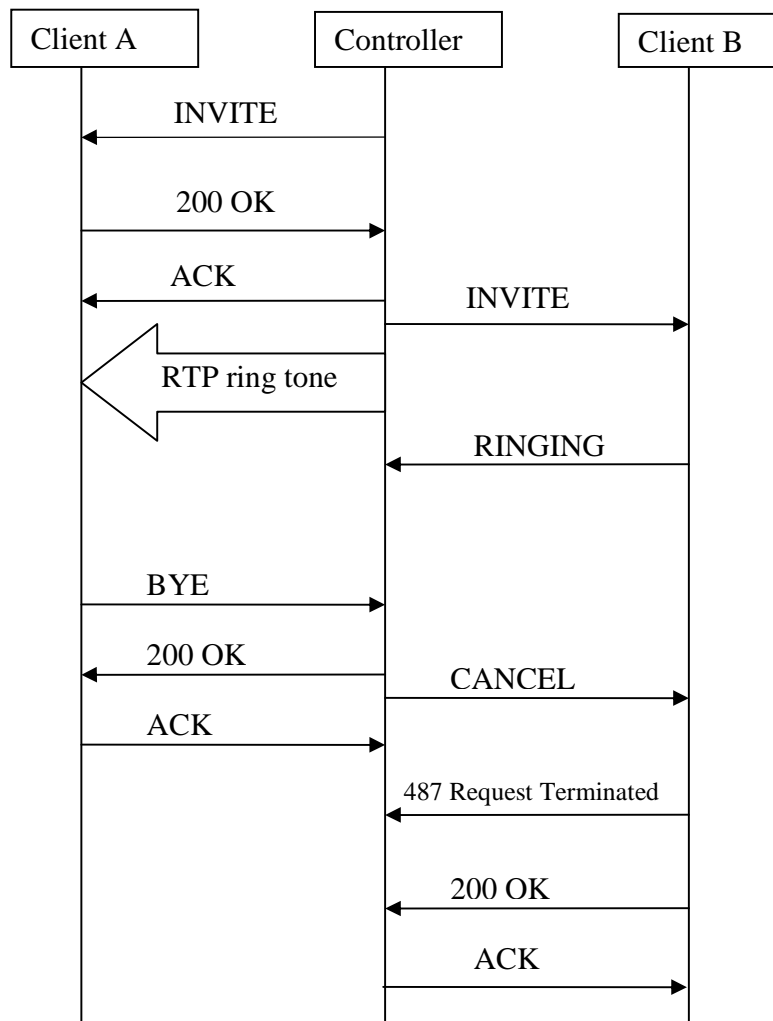 Client A
Controller
Client B
INVITE
200 OK
ACK
INVITE
RTP ring tone
RINGING
BYE
200 OK
CANCEL
ACK
487 Request Terminated
200 OK
ACK